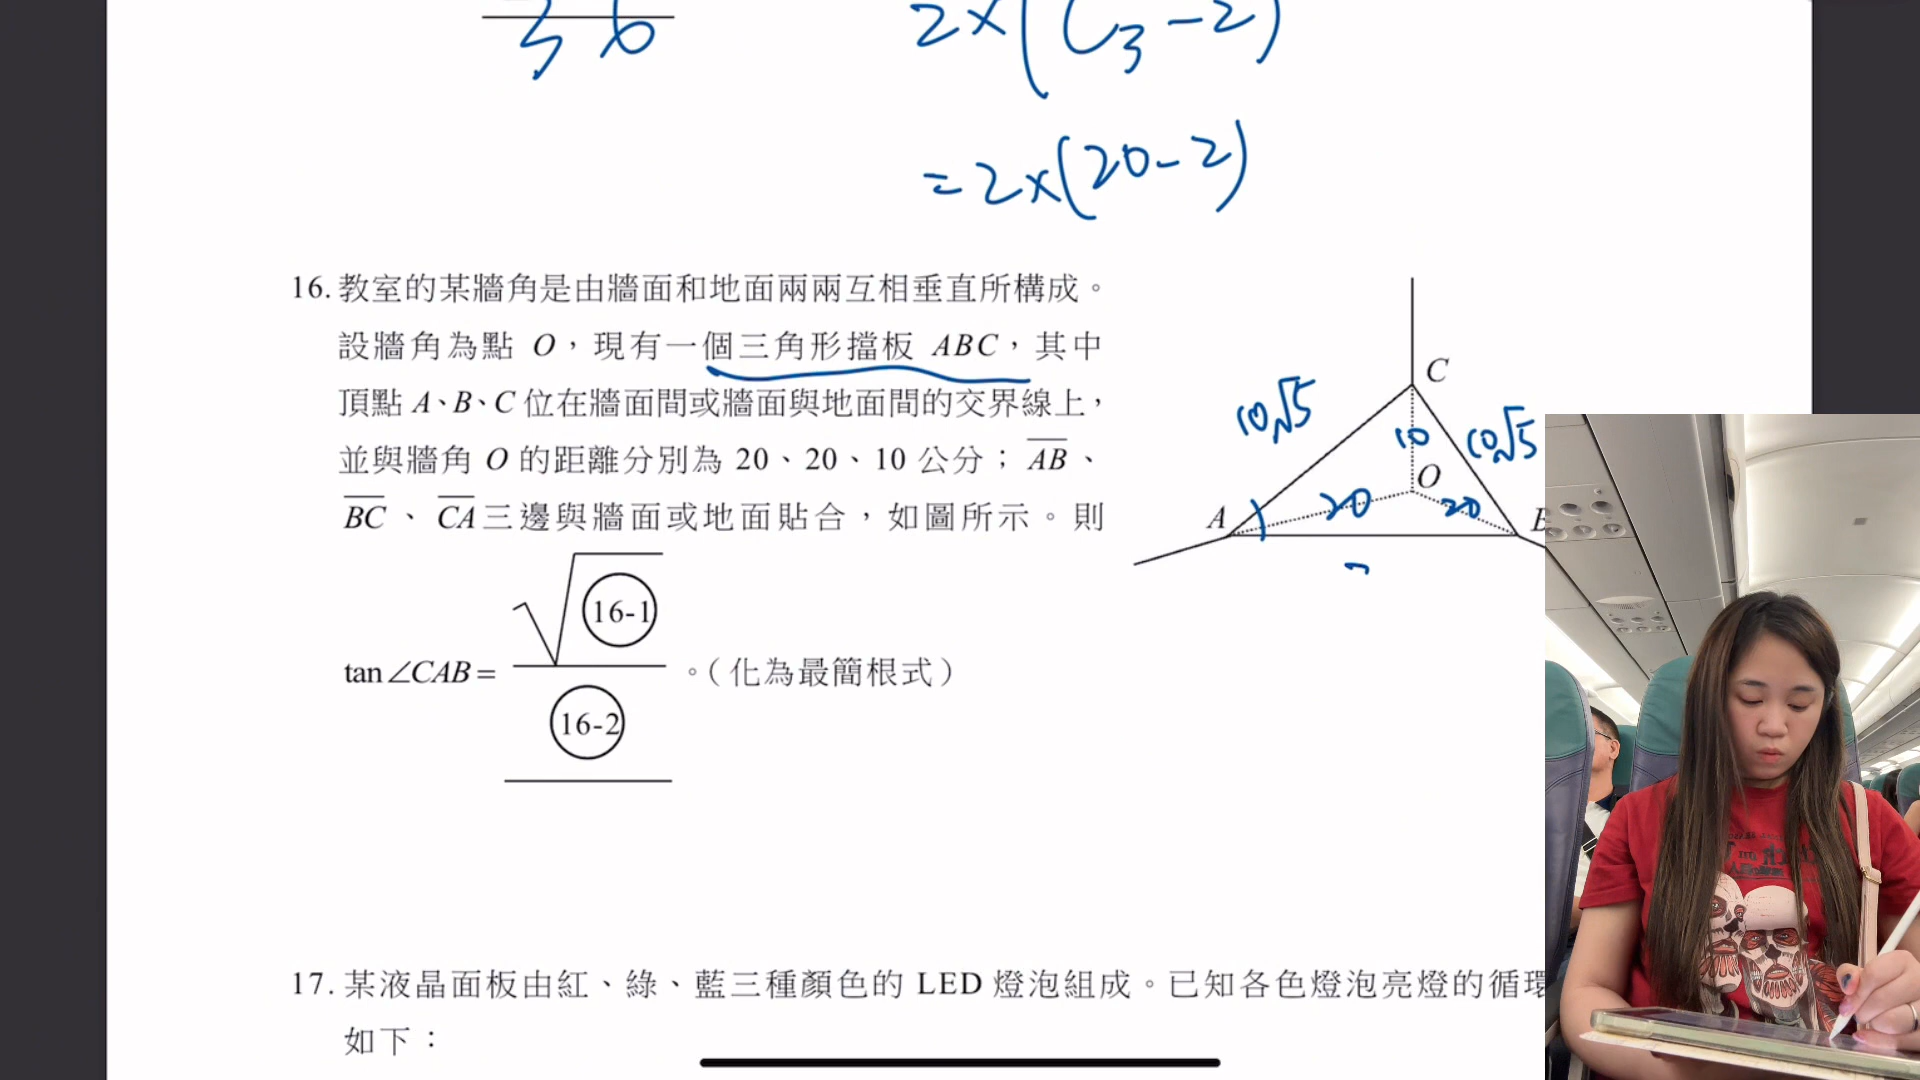 36
2×(C₃-2)
=2×(20-2)
16. 教室的某牆角是由牆面和地面兩兩互相垂直所構成。
設牆角為點 O，現有一個三角形擋板 ABC，其中
頂點 A、B、C 位在牆面間或牆面與地面間的交界線上，
並與牆角 O 的距離分別為 20、20、10 公分；AB、
BC、CA三邊與牆面或地面貼合，如圖所示。則
tan∠CAB=
√16-1
16-2
。（化為最簡根式）
C
10√5
10
10√5
O
A
20
20
B
17. 某液晶面板由紅、綠、藍三種顏色的 LED 燈泡組成。已知各色燈泡亮燈的循環
如下：